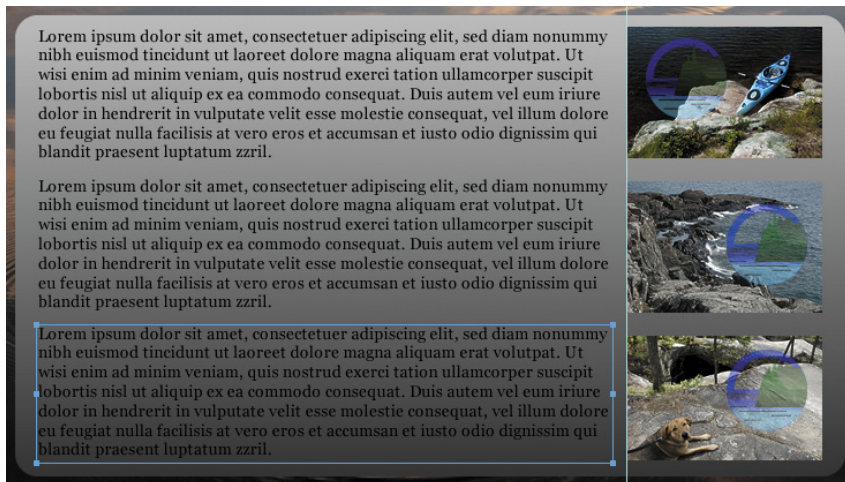 Lorem ipsum dolor sit amet, consectetuer adipiscing elit, sed diam nonummy
nibh euismod tincidunt ut laoreet dolore magna aliquam erat volutpat. Ut
wisi enim ad minim veniam, quis nostrud exerci tation ullamcorper suscipit
lobortis nisl ut aliquip ex ea commodo consequat. Duis autem vel eum iriure
dolor in hendrerit in vulputate velit esse molestie consequat, vel illum dolore
eu feugiat nulla facilisis at vero eros et accumsan et iusto odio dignissim qui
blandit praesent luptatum zzril.
Lorem ipsum dolor sit amet, consectetuer adipiscing elit, sed diam nonummy
nibh euismod tincidunt ut laoreet dolore magna aliquam erat volutpat. Ut
wisi enim ad minim veniam, quis nostrud exerci tation ullamcorper suscipit
lobortis nisl ut aliquip ex ea commodo consequat. Duis autem vel eum iriure
dolor in hendrerit in vulputate velit esse molestie consequat, vel illum dolore
eu feugiat nulla facilisis at vero eros et accumsan et iusto odio dignissim qui
blandit praesent luptatum zzril.
Lorem ipsum dolor sit amet, consectetuer adipiscing elit, sed diam nonummy
nibh euismod tincidunt ut laoreet dolore magna aliquam erat volutpat. Ut
wisi enim ad minim veniam, quis nostrud exerci tation ullamcorper suscipit
lobortis nisl ut aliquip ex ea commodo consequat. Duis autem vel eum iriure
dolor in hendrerit in vulputate velit esse molestie consequat, vel illum dolore
eu feugiat nulla facilisis at vero eros et accumsan et iusto odio dignissim qui
blandit praesent luptatum zzril.